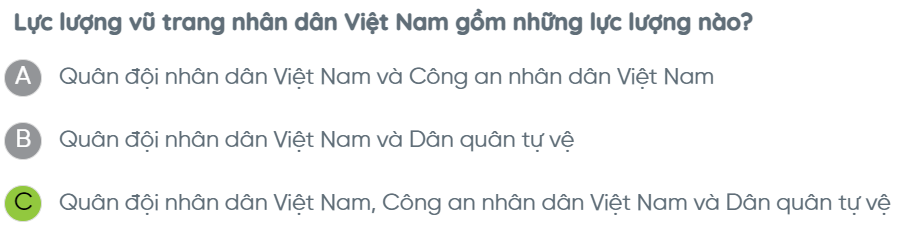 Lực lượng vũ trang nhân dân Việt Nam gồm những lực lượng nào?
A Quân đội nhân dân Việt Nam và Công an nhân dân Việt Nam
B Quân đội nhân dân Việt Nam và Dân quân tự vệ
C Quân đội nhân dân Việt Nam, Công an nhân dân Việt Nam và Dân quân tự vệ